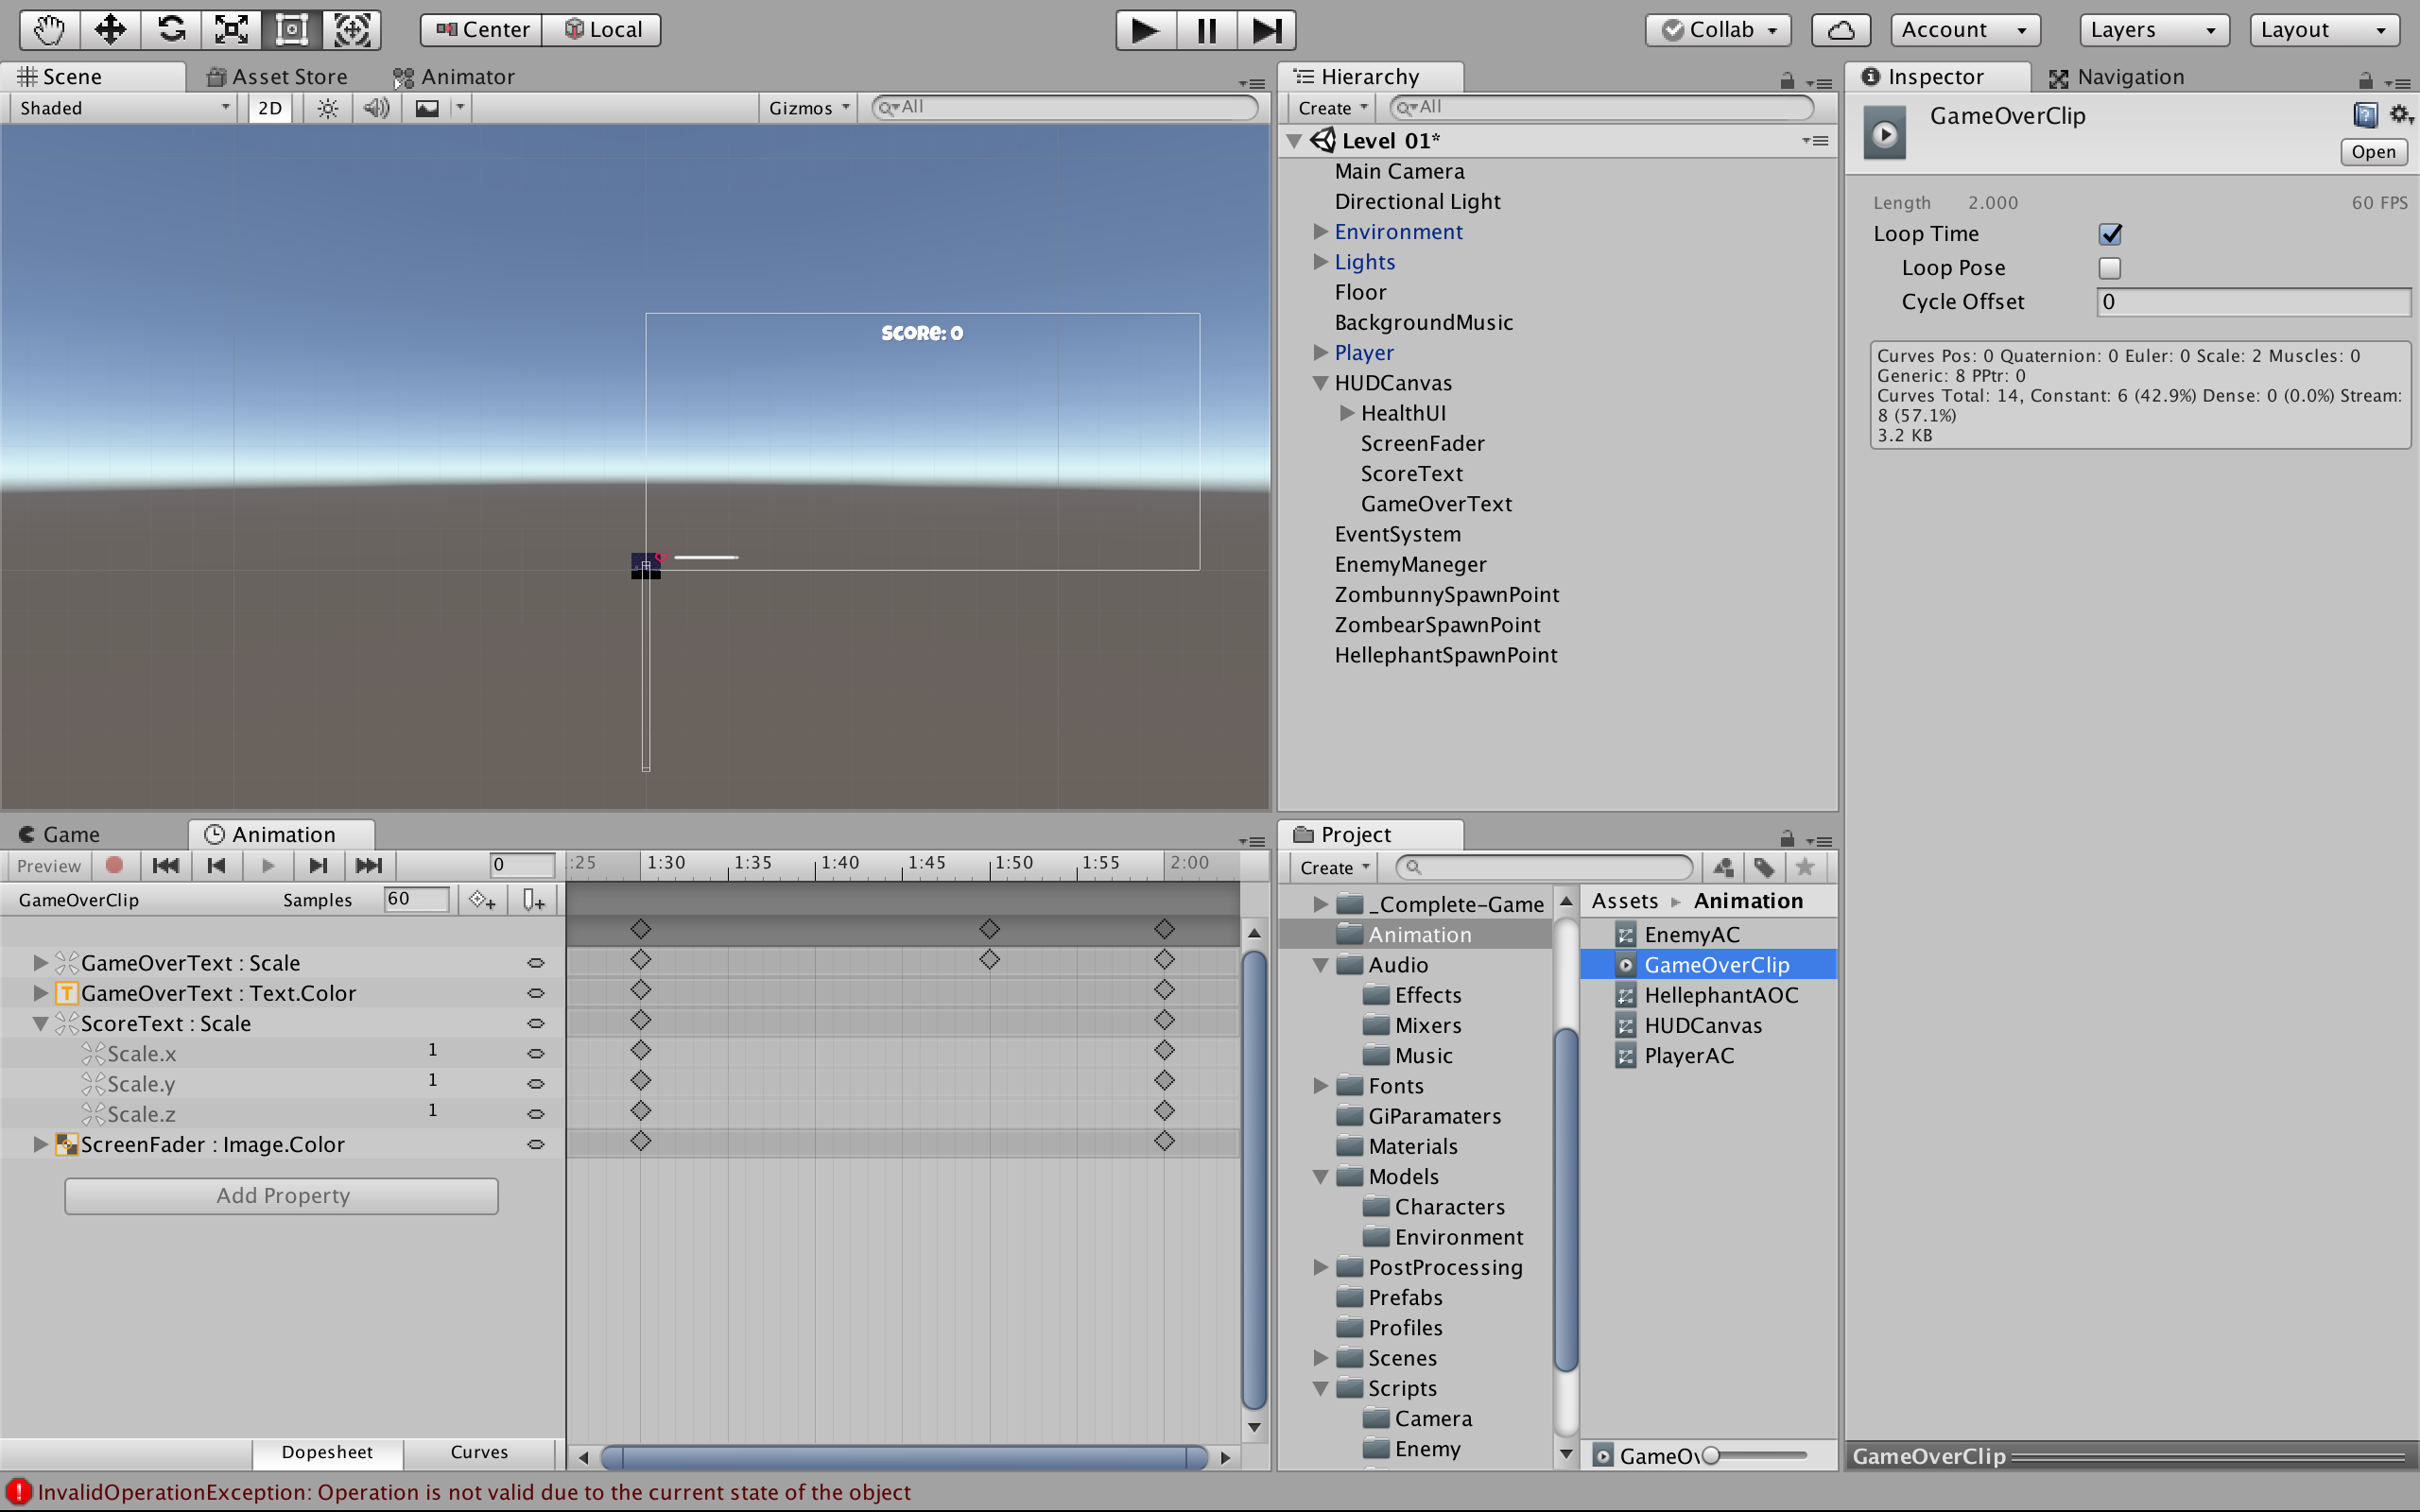 Center Local Collab Account Layers Layout
Scene Asset Store Animator
Shaded 2D Gizmos All
SCORE: 0
Hierarchy
Create All
Level 01*
Main Camera
Directional Light
Environment
Lights
Floor
BackgroundMusic
Player
HUDCanvas
HealthUI
ScreenFader
ScoreText
GameOverText
EventSystem
EnemyManeger
ZombunnySpawnPoint
ZombearSpawnPoint
HellephantSpawnPoint
Inspector Navigation
GameOverClip
Open
Length 2.000 60 FPS
Loop Time
Loop Pose
Cycle Offset 0
Curves Pos: 0 Quaternion: 0 Euler: 0 Scale: 2 Muscles: 0
Generic: 8 PPtr: 0
Curves Total: 14, Constant: 6 (42.9%) Dense: 0 (0.0%) Stream:
8 (57.1%)
3.2 KB
Game Animation
Preview 0 :25 1:30 1:35 1:40 1:45 1:50 1:55 2:00
GameOverClip Samples 60
GameOverText : Scale
GameOverText : Text.Color
ScoreText : Scale
Scale.x 1
Scale.y 1
Scale.z 1
ScreenFader : Image.Color
Add Property
Dopesheet Curves
Project
Create
_Complete-Game
Animation
Audio
Effects
Mixers
Music
Fonts
GiParamaters
Materials
Models
Characters
Environment
PostProcessing
Prefabs
Profiles
Scenes
Scripts
Camera
Enemy
Assets Animation
EnemyAC
GameOverClip
HellephantAOC
HUDCanvas
PlayerAC
GameOv
GameOverClip
InvalidOperationException: Operation is not valid due to the current state of the object